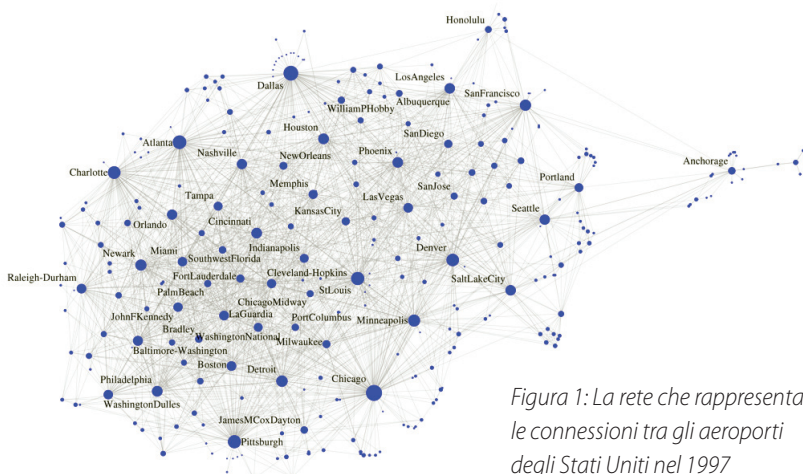 Honolulu
Dallas
LosAngeles
SanFrancisco
WilliamPHobby
Albuquerque
Houston
SanDiego
Atlanta
Nashville
NewOrleans
Phoenix
Anchorage
Charlotte
Memphis
SanJose
Portland
Tampa
LasVegas
KansasCity
Seattle
Orlando
Cincinnati
Newark
Miami
Indianapolis
Denver
SouthwestFlorida
Raleigh-Durham
FortLauderdale
Cleveland-Hopkins
SaltLakeCity
PalmBeach
StLouis
ChicagoMidway
JohnFKennedy
LaGuardia
PortColumbus
Minneapolis
Bradley
WashingtonNational
Milwaukee
Baltimore-Washington
Boston
Detroit
Philadelphia
Chicago
WashingtonDulles
JamesMCoxDayton
Pittsburgh
Figura 1: La rete che rappresenta
le connessioni tra gli aeroporti
degli Stati Uniti nel 1997